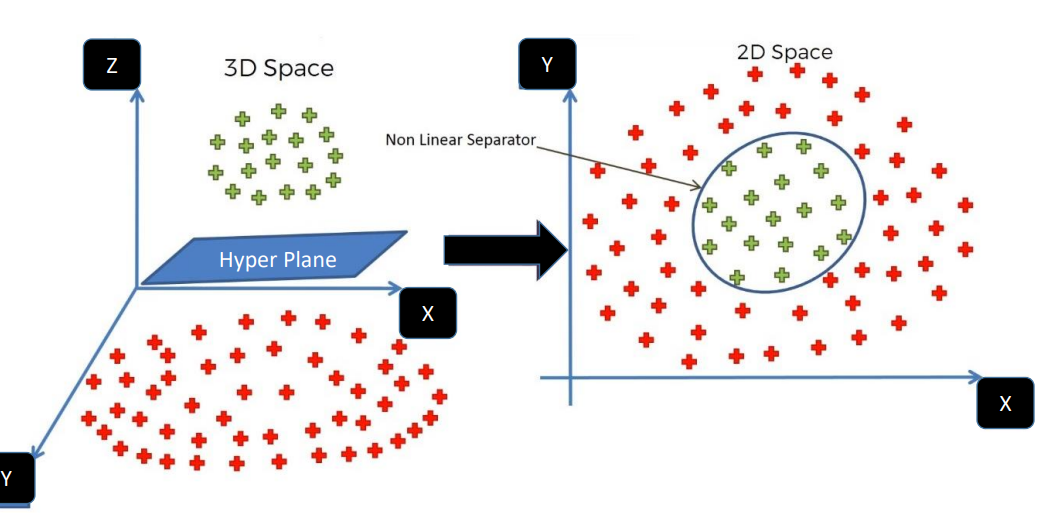 Z
3D Space
Hyper Plane
X
Y
Y
2D Space
Non Linear Separator
X